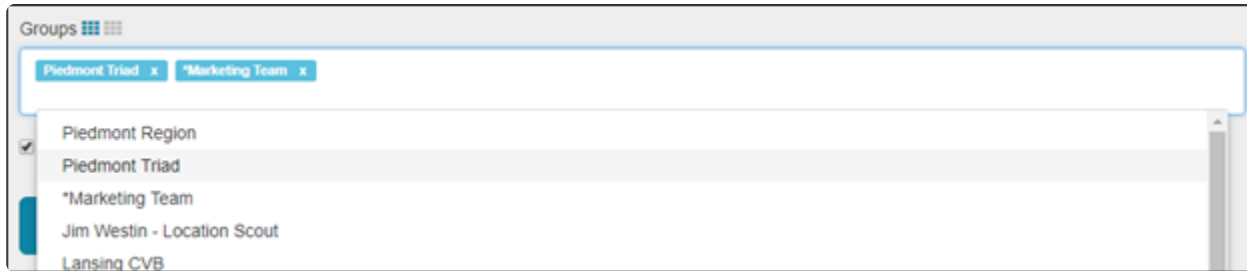 Groups
Piedmont Triad x *Marketing Team x
Piedmont Region
Piedmont Triad
*Marketing Team
Jim Westin - Location Scout
Lansing CVB